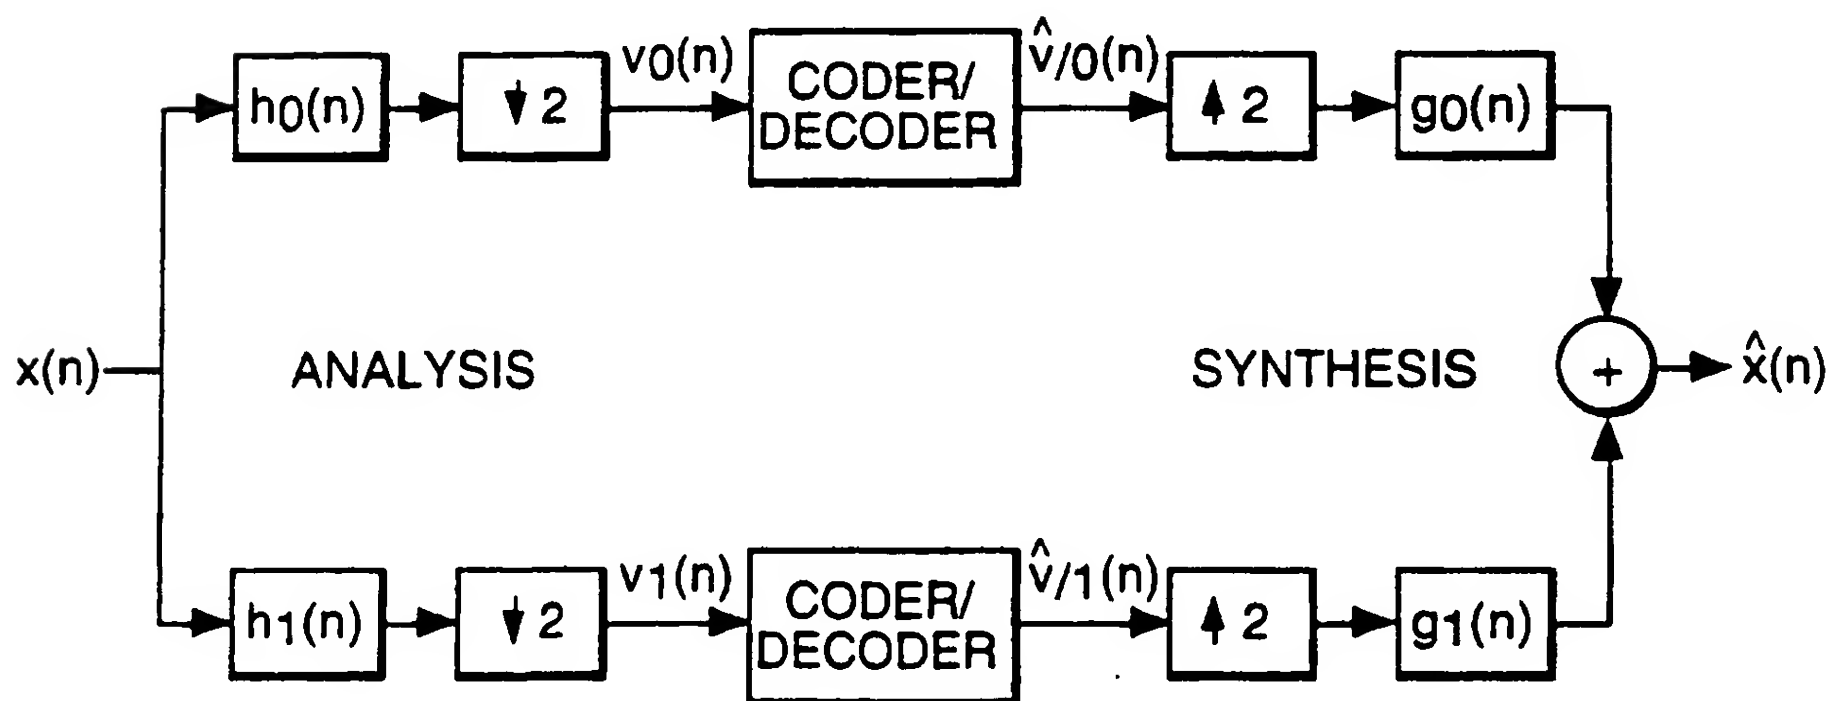 h0(n)
↓ 2
v0(n)
CODER/
DECODER
v̂/0(n)
↑ 2
g0(n)
x(n)
ANALYSIS
SYNTHESIS
+
x̂(n)
h1(n)
↓ 2
v1(n)
CODER/
DECODER
v̂/1(n)
↑ 2
g1(n)